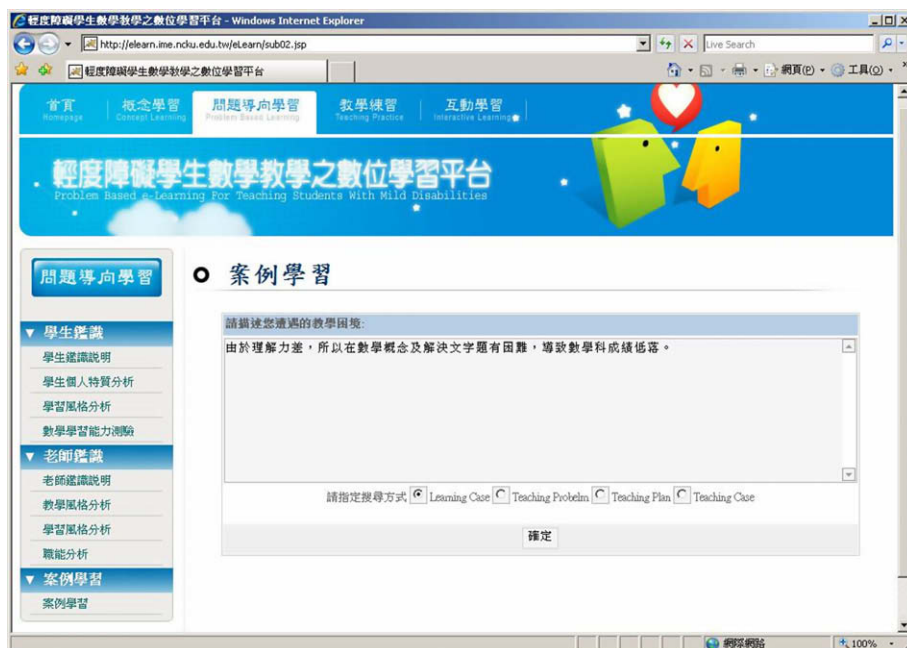 輕度障礙學生數學教學之數位學習平台 - Windows Internet Explorer
http://elearn.ime.ncku.edu.tw/eLearn/sub02.jsp
Live Search
輕度障礙學生數學教學之數位學習平台
網頁(P)
工具(O)
首頁 概念學習 問題導向學習 教學練習 互動學習
Homepage Concept Learning Problem Based Learning Teaching Practice Interactive Learning
輕度障礙學生數學教學之數位學習平台
Problem Based e-Learning For Teaching Students With Mild Disabilities
問題導向學習
案例學習
請描述您遭遇的教學困境:
由於理解力差，所以在數學概念及解決文字題有困難，導致數學科成績低落。
請指定搜尋方式 Learning Case Teaching Probelm Teaching Plan Teaching Case
確定
學生鑑識
學生鑑識說明
學生個人特質分析
學習風格分析
數學學習能力測驗
老師鑑識
老師鑑識說明
教學風格分析
學習風格分析
職能分析
案例學習
案例學習
網際網路
100%